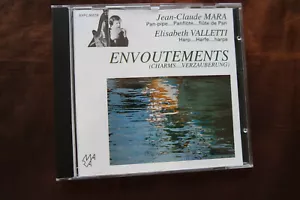 Jean-Claude MARA
Pan-pipe...Panflöte...flûte de Pan
Elisabeth VALLETTI
Harp...Harfe...harpe
ENVOUTEMENTS
(CHARMS...VERZAUBERUNG)